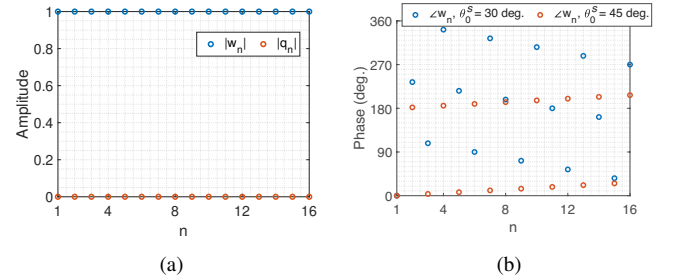 1
0.8
0.6
0.4
0.2
0
Amplitude
|w_n| |q_n|
1 4 8 12 16
n
(a)
∠w_n, θ_0^s = 30 deg. ∠w_n, θ_0^s = 45 deg.
360
270
180
90
0
Phase (deg.)
1 4 8 12 16
n
(b)